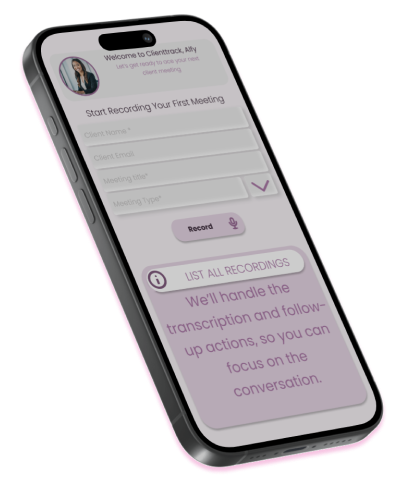 Welcome to Clienttrack, Alfy
Let's get ready to ace your next
client meeting
Start Recording Your First Meeting
Client Name *
Client Email
Meeting title*
Meeting Type*
Record
LIST ALL RECORDINGS
We'll handle the
transcription and follow-
up actions, so you can
focus on the
conversation.